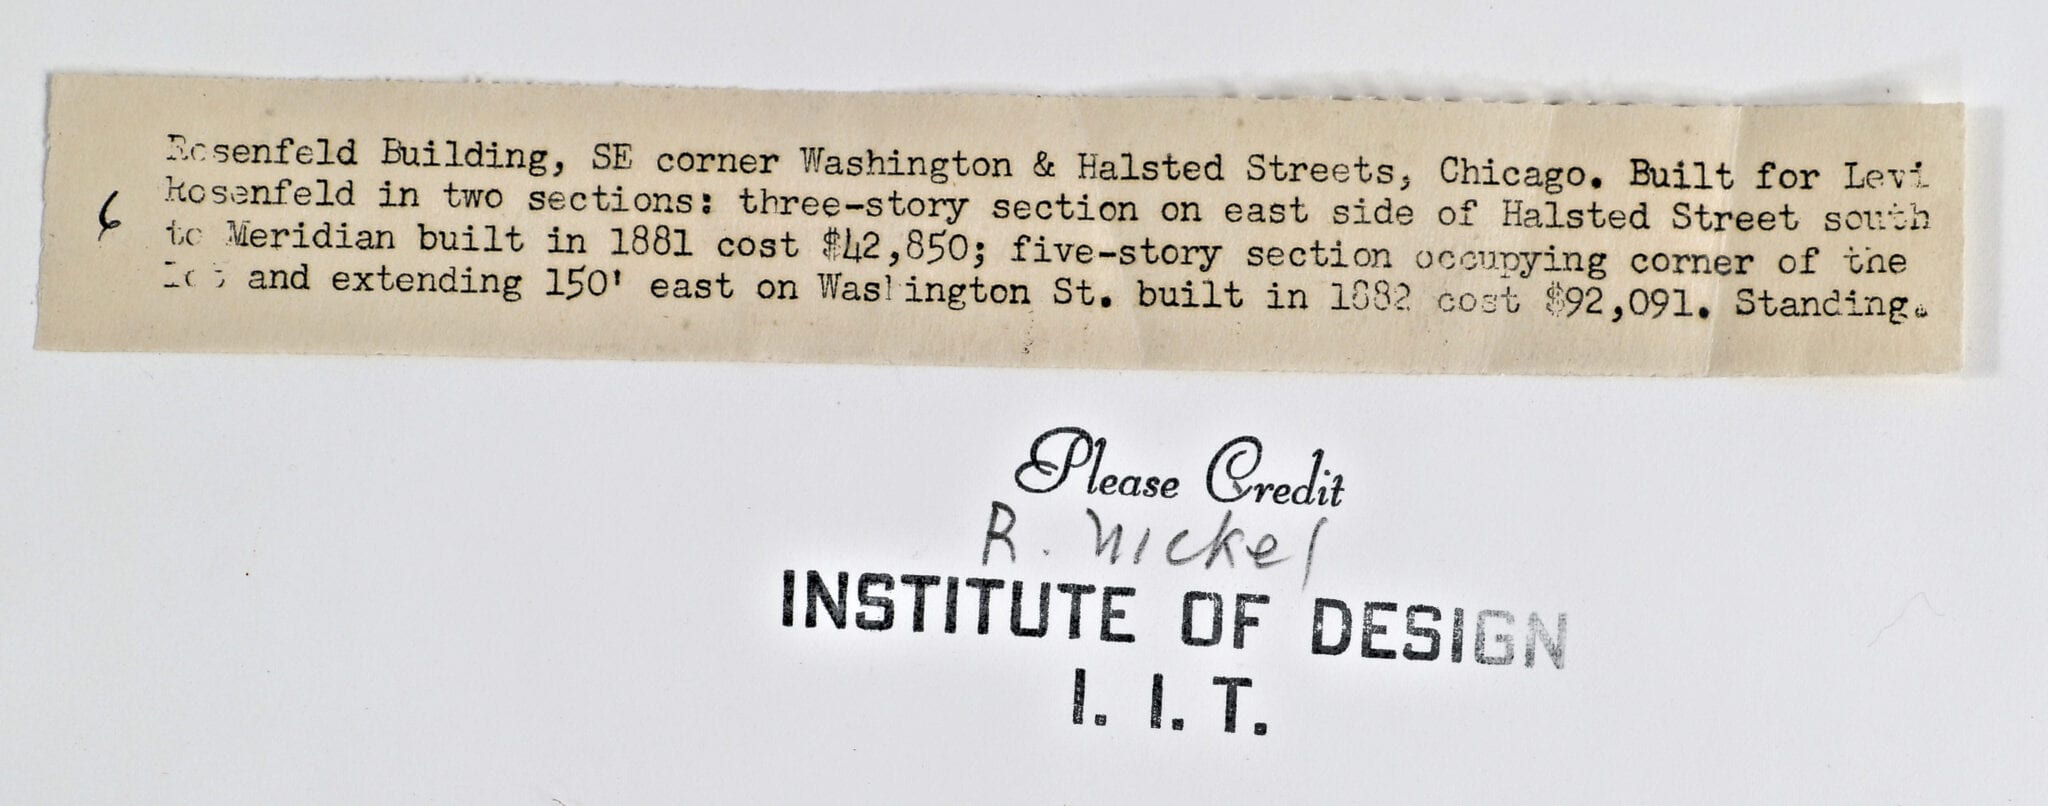 Rosenfeld Building, SE corner Washington & Halsted Streets, Chicago. Built for Levi
6 Rosenfeld in two sections: three-story section on east side of Halsted Street south
to Meridian built in 1881 cost $42,850; five-story section occupying corner of the
lot and extending 150' east on Washington St. built in 1882 cost $92,091. Standing.
Please Credit
R. Nickel
INSTITUTE OF DESIGN
I. I. T.